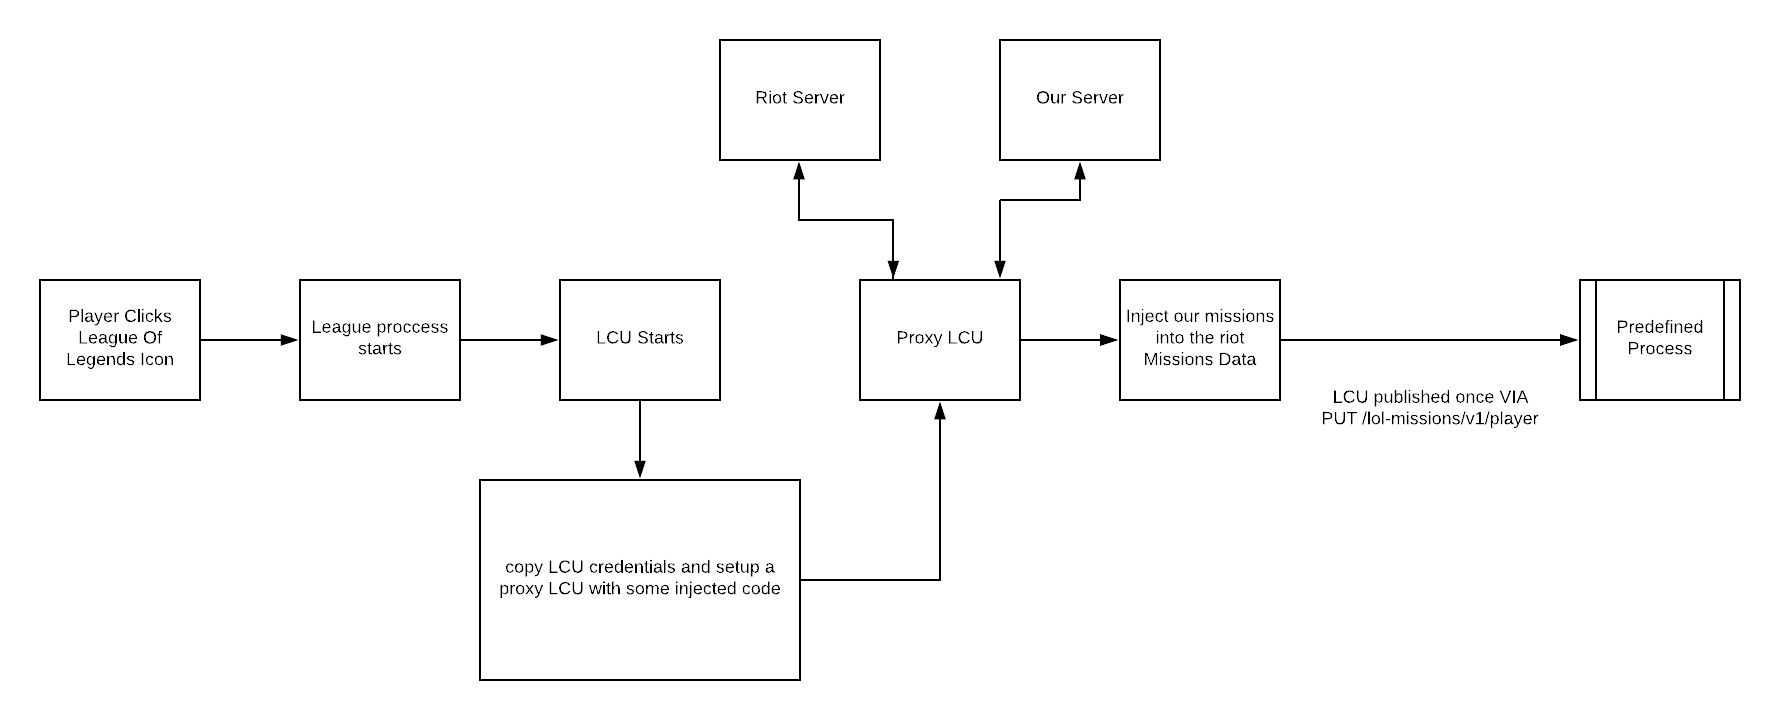 Riot Server
Our Server
Player Clicks
League Of
Legends Icon
League proccess
starts
LCU Starts
Proxy LCU
Inject our missions
into the riot
Missions Data
Predefined
Process
LCU published once VIA
PUT /lol-missions/v1/player
copy LCU credentials and setup a
proxy LCU with some injected code